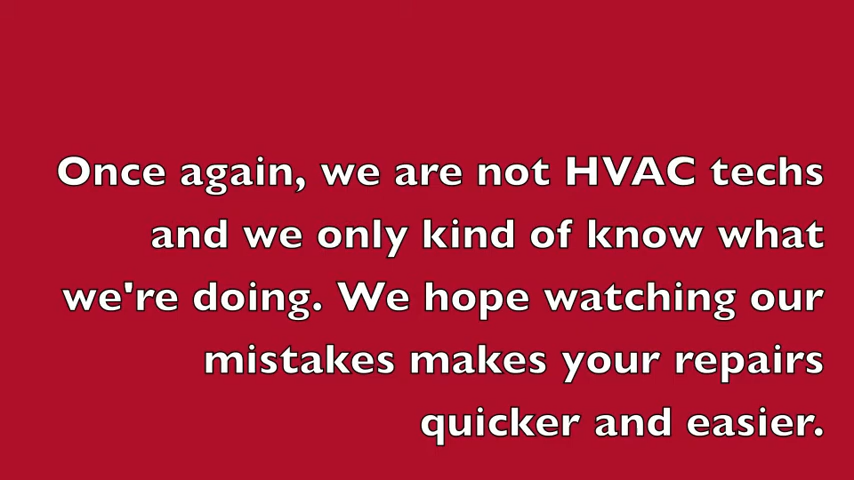 Once again, we are not HVAC techs
and we only kind of know what
we're doing. We hope watching our
mistakes makes your repairs
quicker and easier.